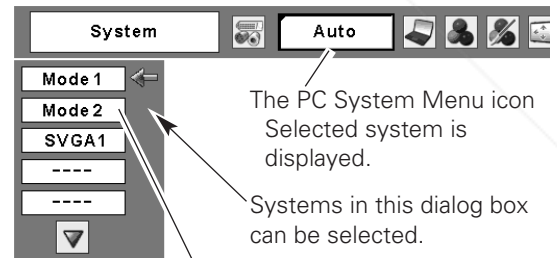 System
Auto
Mode 1
Mode 2
SVGA1
----
----
The PC System Menu icon
Selected system is
displayed.
Systems in this dialog box
can be selected.